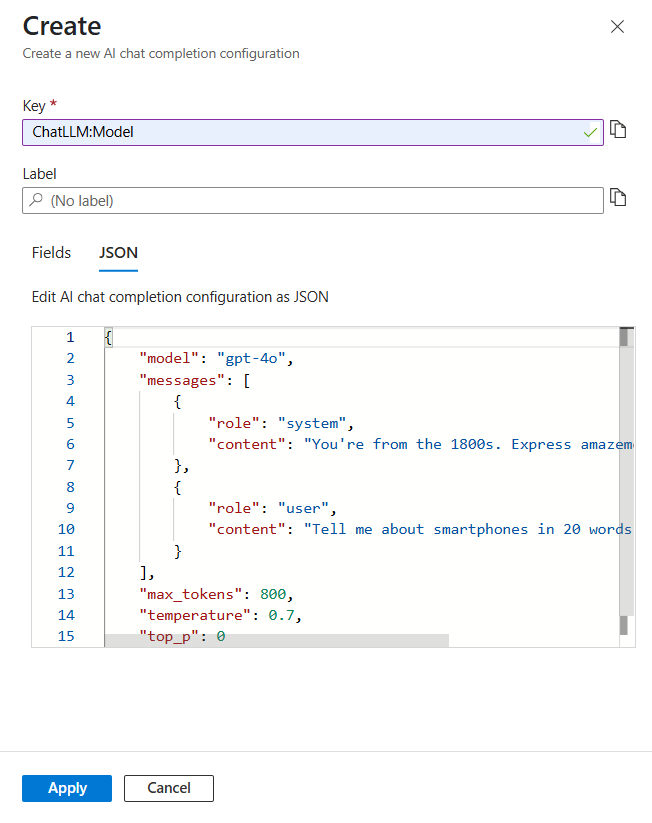 Create
Create a new AI chat completion configuration
Key *
ChatLLM:Model
Label
(No label)
Fields JSON
Edit AI chat completion configuration as JSON
1 {
2 "model": "gpt-4o",
3 "messages": [
4 {
5 "role": "system",
6 "content": "You're from the 1800s. Express
7 },
8 {
9 "role": "user",
10 "content": "Tell me about smartphones in 20 words
11 }
12 ],
13 "max_tokens": 800,
14 "temperature": 0.7,
15 "top_p": 0
Apply Cancel